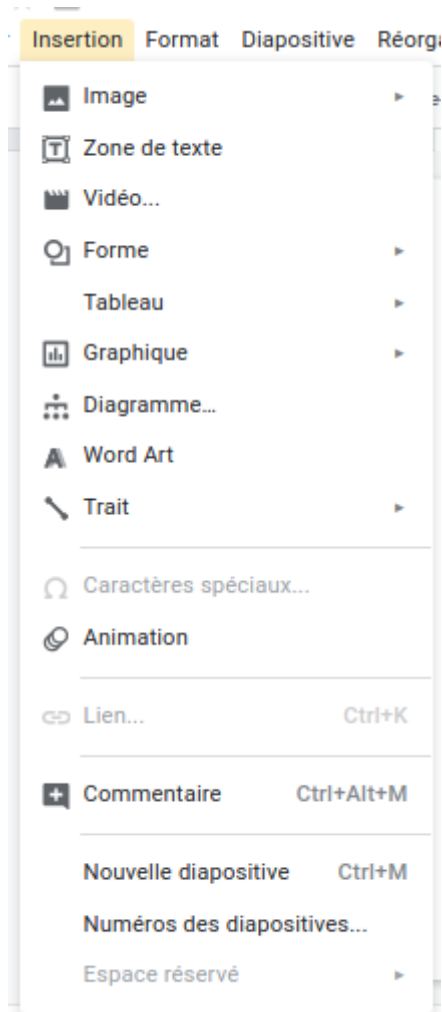 Insertion Format Diapositive Réorga
Image
Zone de texte
Vidéo...
Forme
Tableau
Graphique
Diagramme...
Word Art
Trait
Caractères spéciaux...
Animation
Lien... Ctrl+K
Commentaire Ctrl+Alt+M
Nouvelle diapositive Ctrl+M
Numéros des diapositives...
Espace réservé